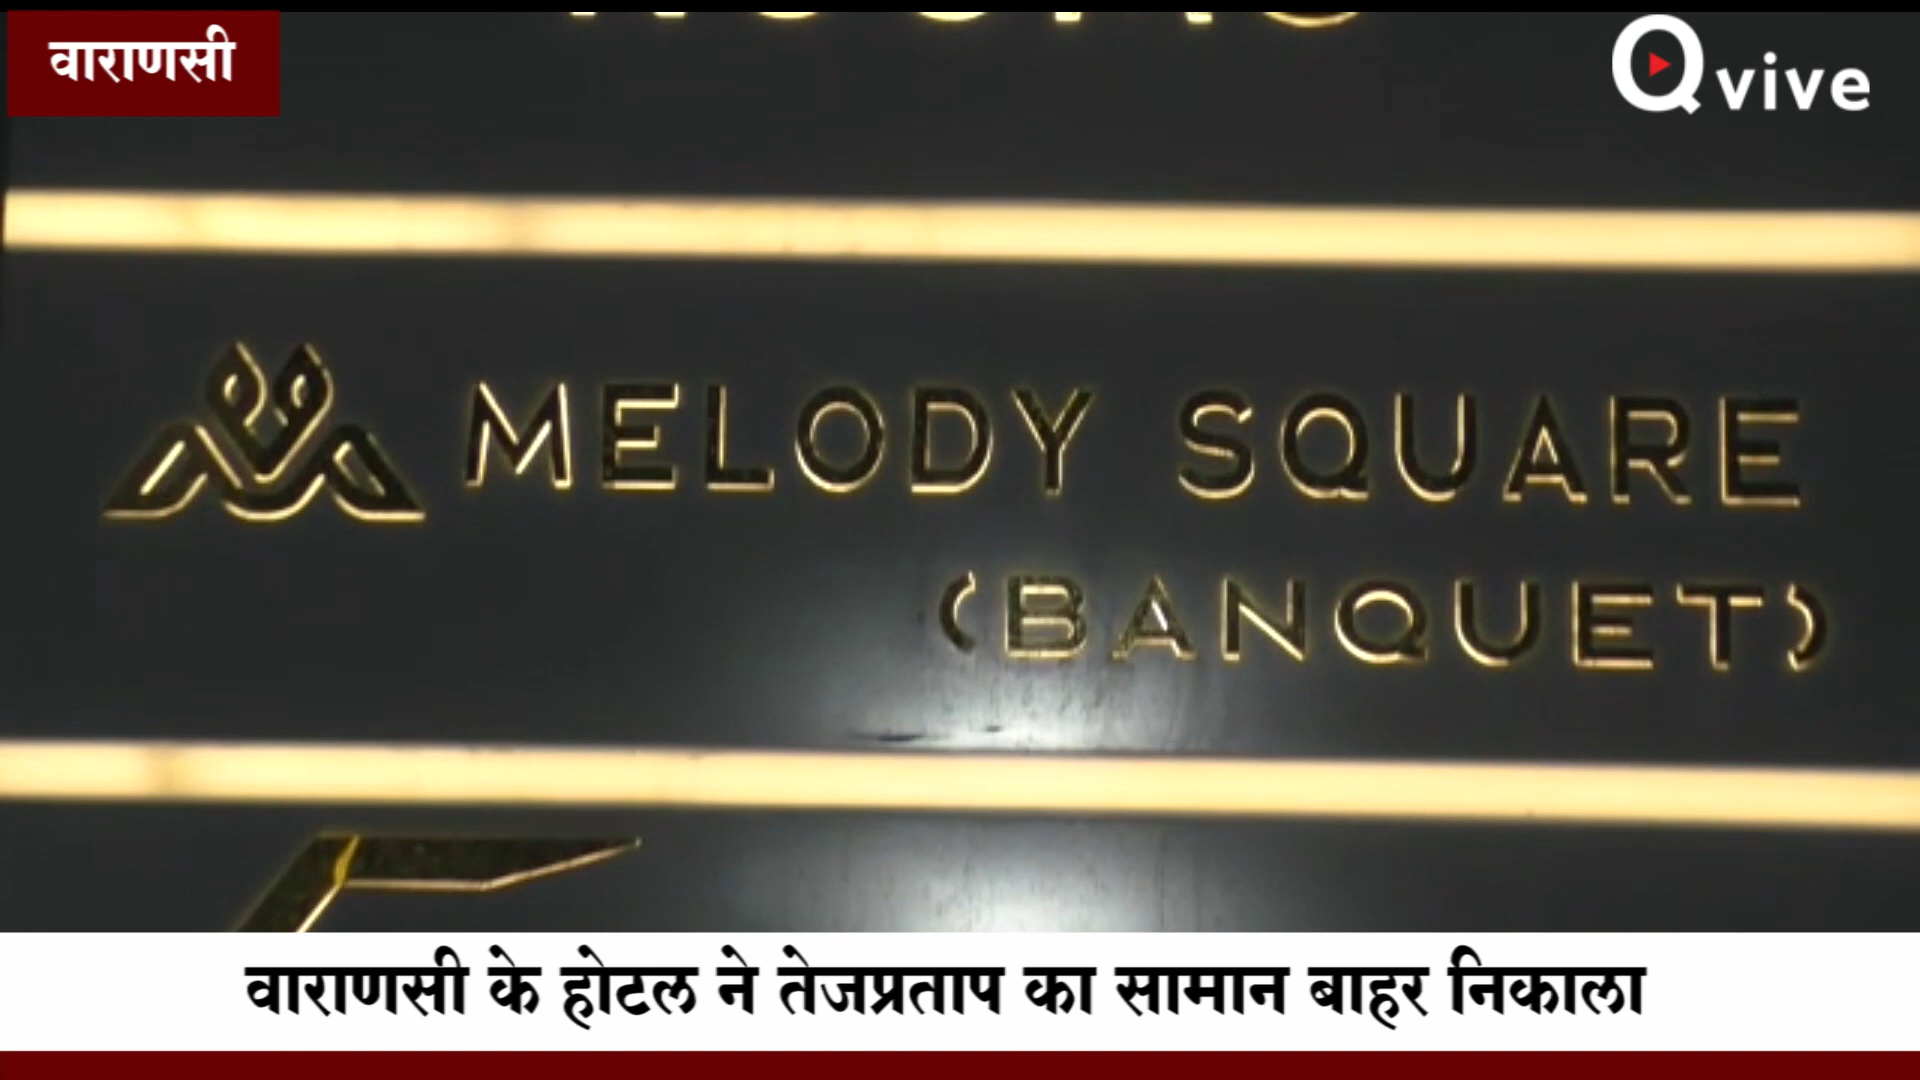 वाराणसी
Qvive
MELODY SQUARE
(BANQUET)
वाराणसी के होटल ने तेजप्रताप का सामान बाहर निकाला